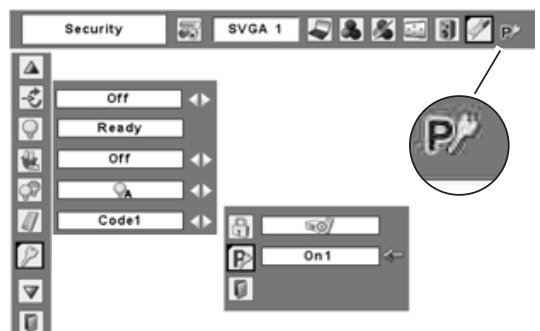 Security SVGA 1 P
P
Off
Ready
Off
A
Code1
P On1